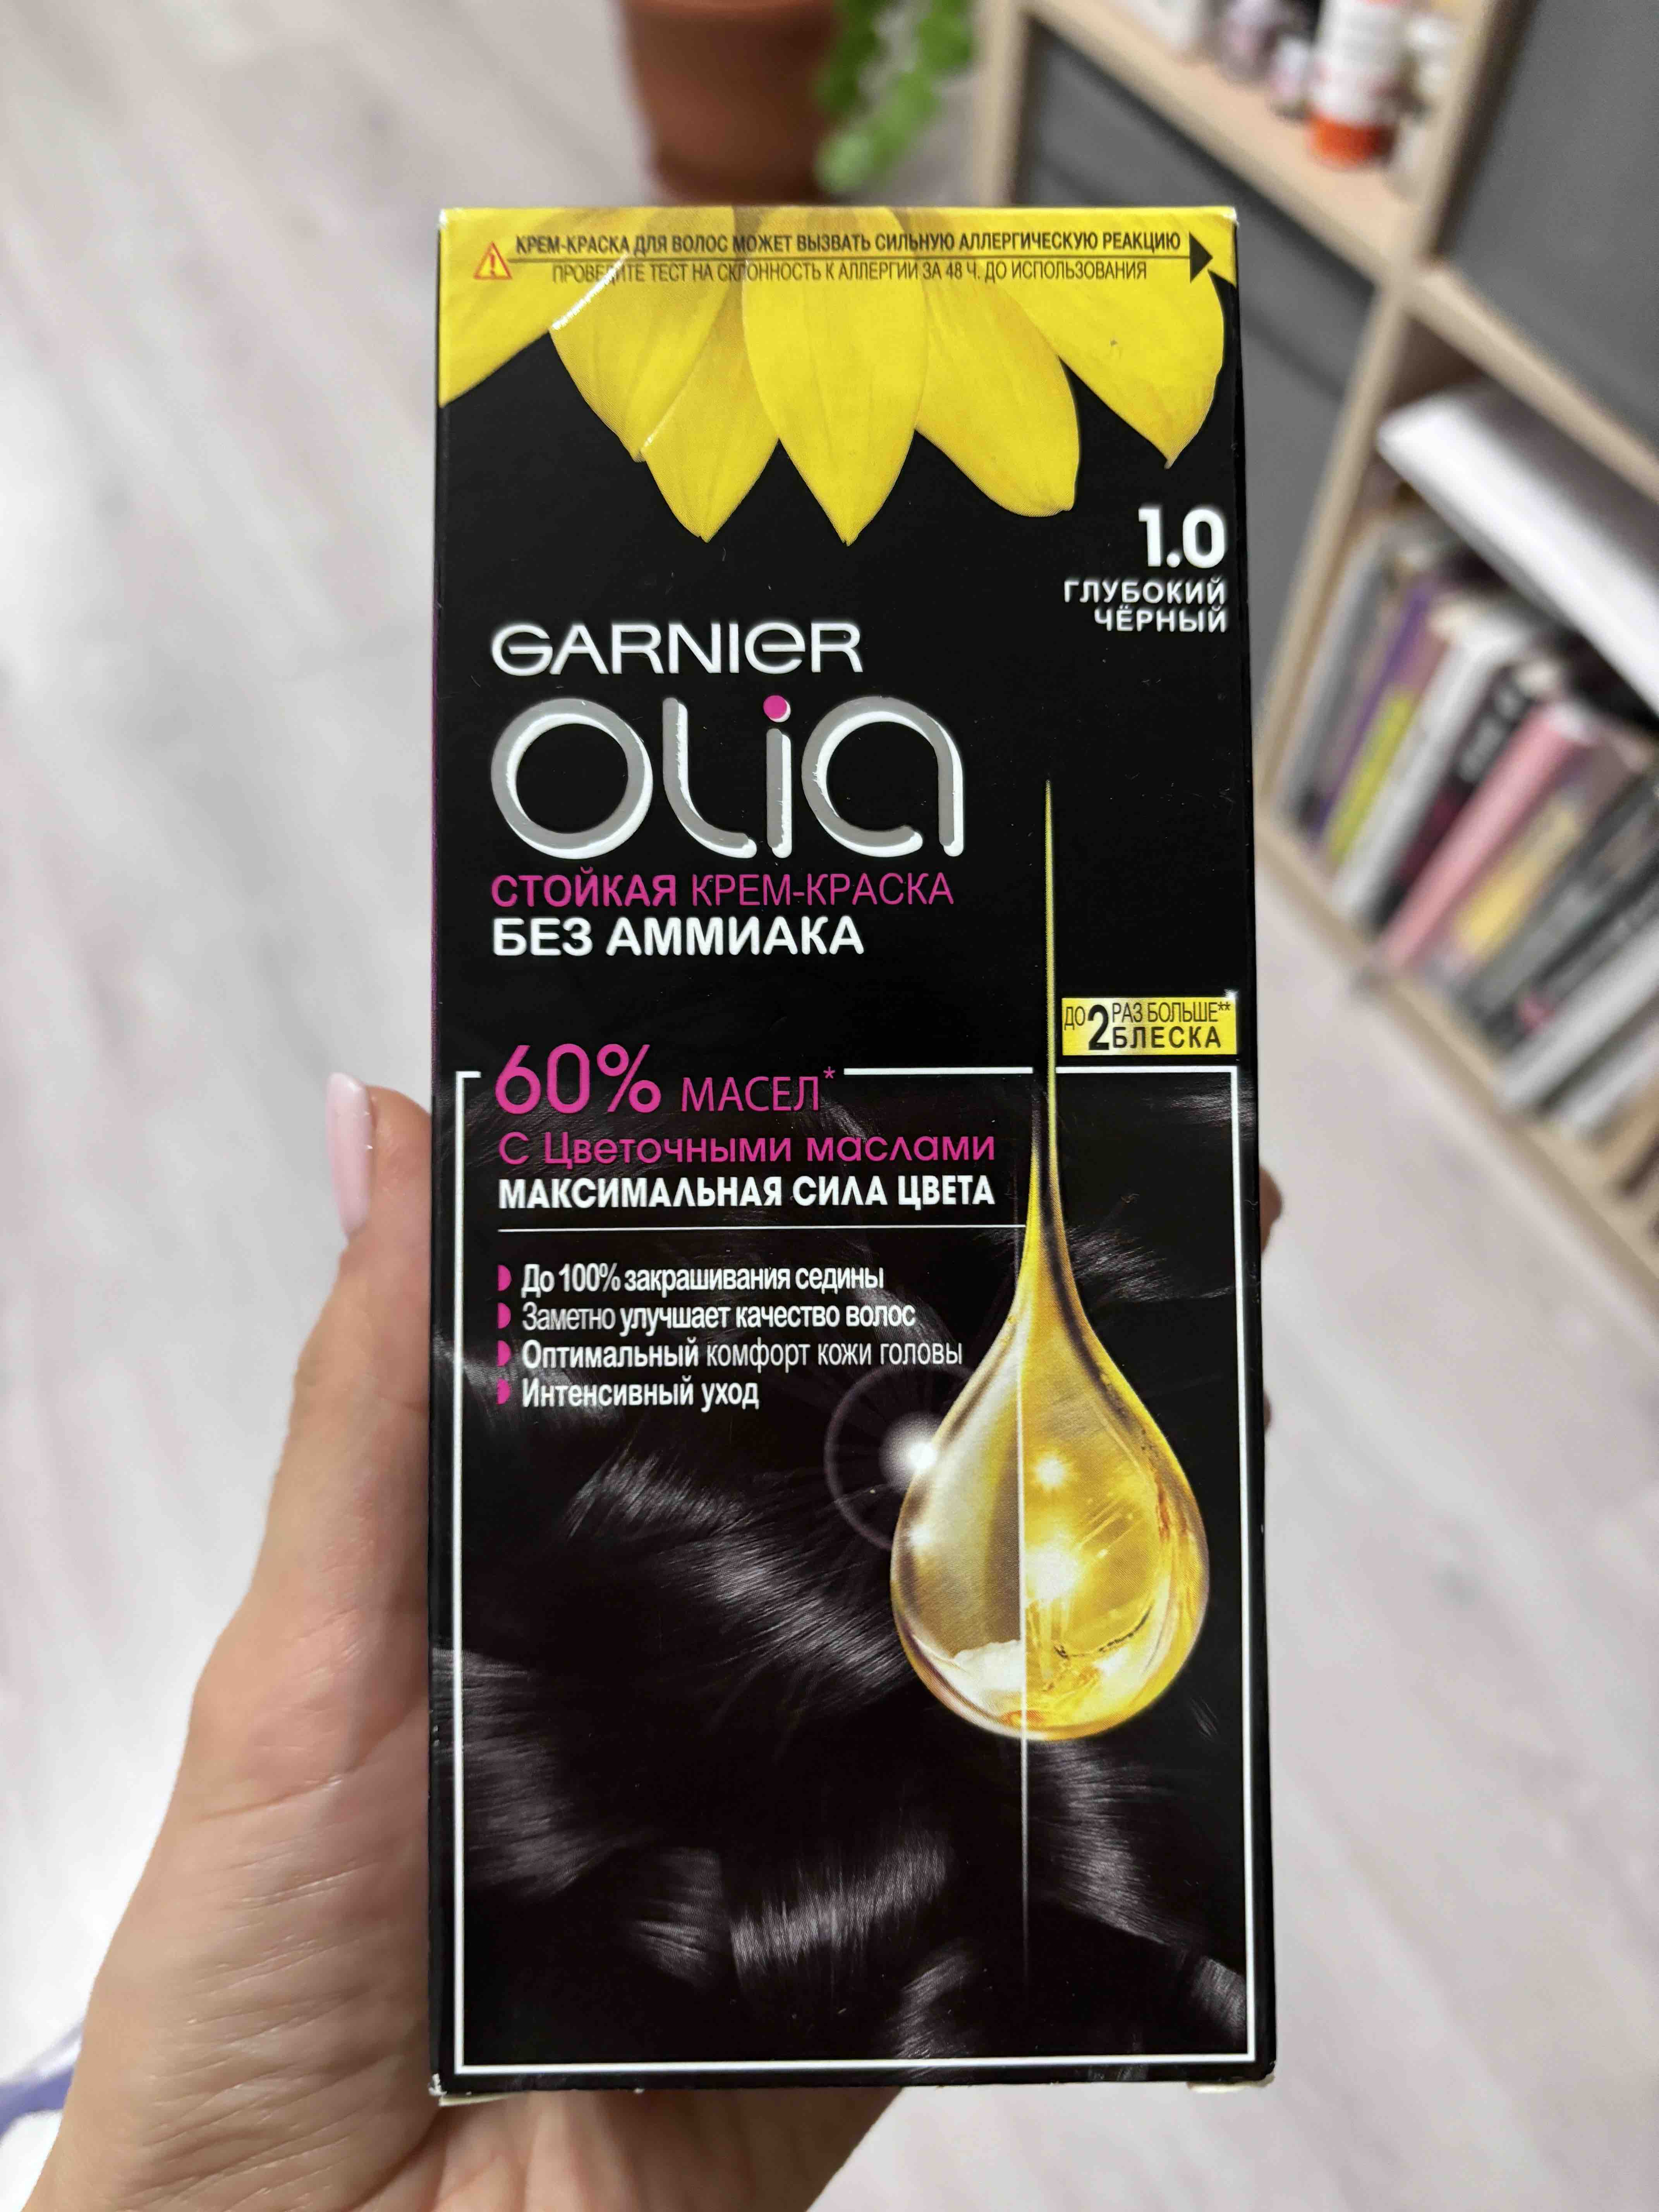 КРЕМ-КРАСКА ДЛЯ ВОЛОС МОЖЕТ ВЫЗВАТЬ СИЛЬНУЮ АЛЛЕРГИЧЕСКУЮ РЕАКЦИЮ
ПРОВЕДИТЕ ТЕСТ НА СКЛОННОСТЬ К АЛЛЕРГИИ ЗА 48 Ч. ДО ИСПОЛЬЗОВАНИЯ
1.0
ГЛУБОКИЙ
ЧЁРНЫЙ
GARNIER
OLIA
СТОЙКАЯ КРЕМ-КРАСКА
БЕЗ АММИАКА
ДО 2 РАЗ БОЛЬШЕ**
БЛЕСКА
60% МАСЕЛ*
С Цветочными маслами
МАКСИМАЛЬНАЯ СИЛА ЦВЕТА
До 100% закрашивания седины
Заметно улучшает качество волос
Оптимальный комфорт кожи головы
Интенсивный уход